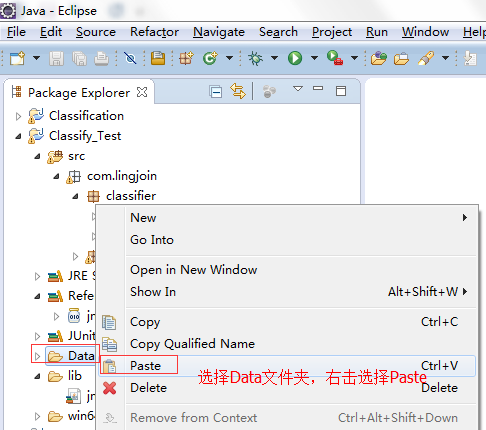 Java - Eclipse
File Edit Source Refactor Navigate Search Project Run Window Help
Package Explorer
Classification
Classify_Test
src
com.lingjoin
classifier
New
Go Into
Open in New Window
Show In Alt+Shift+W
Copy Ctrl+C
Copy Qualified Name
Paste Ctrl+V
Delete Delete
Remove from Context Ctrl+Alt+Shift+Down
JRE S
Refe
jn
JUnit
Data
lib
jn
win6
选择Data文件夹，右击选择Paste